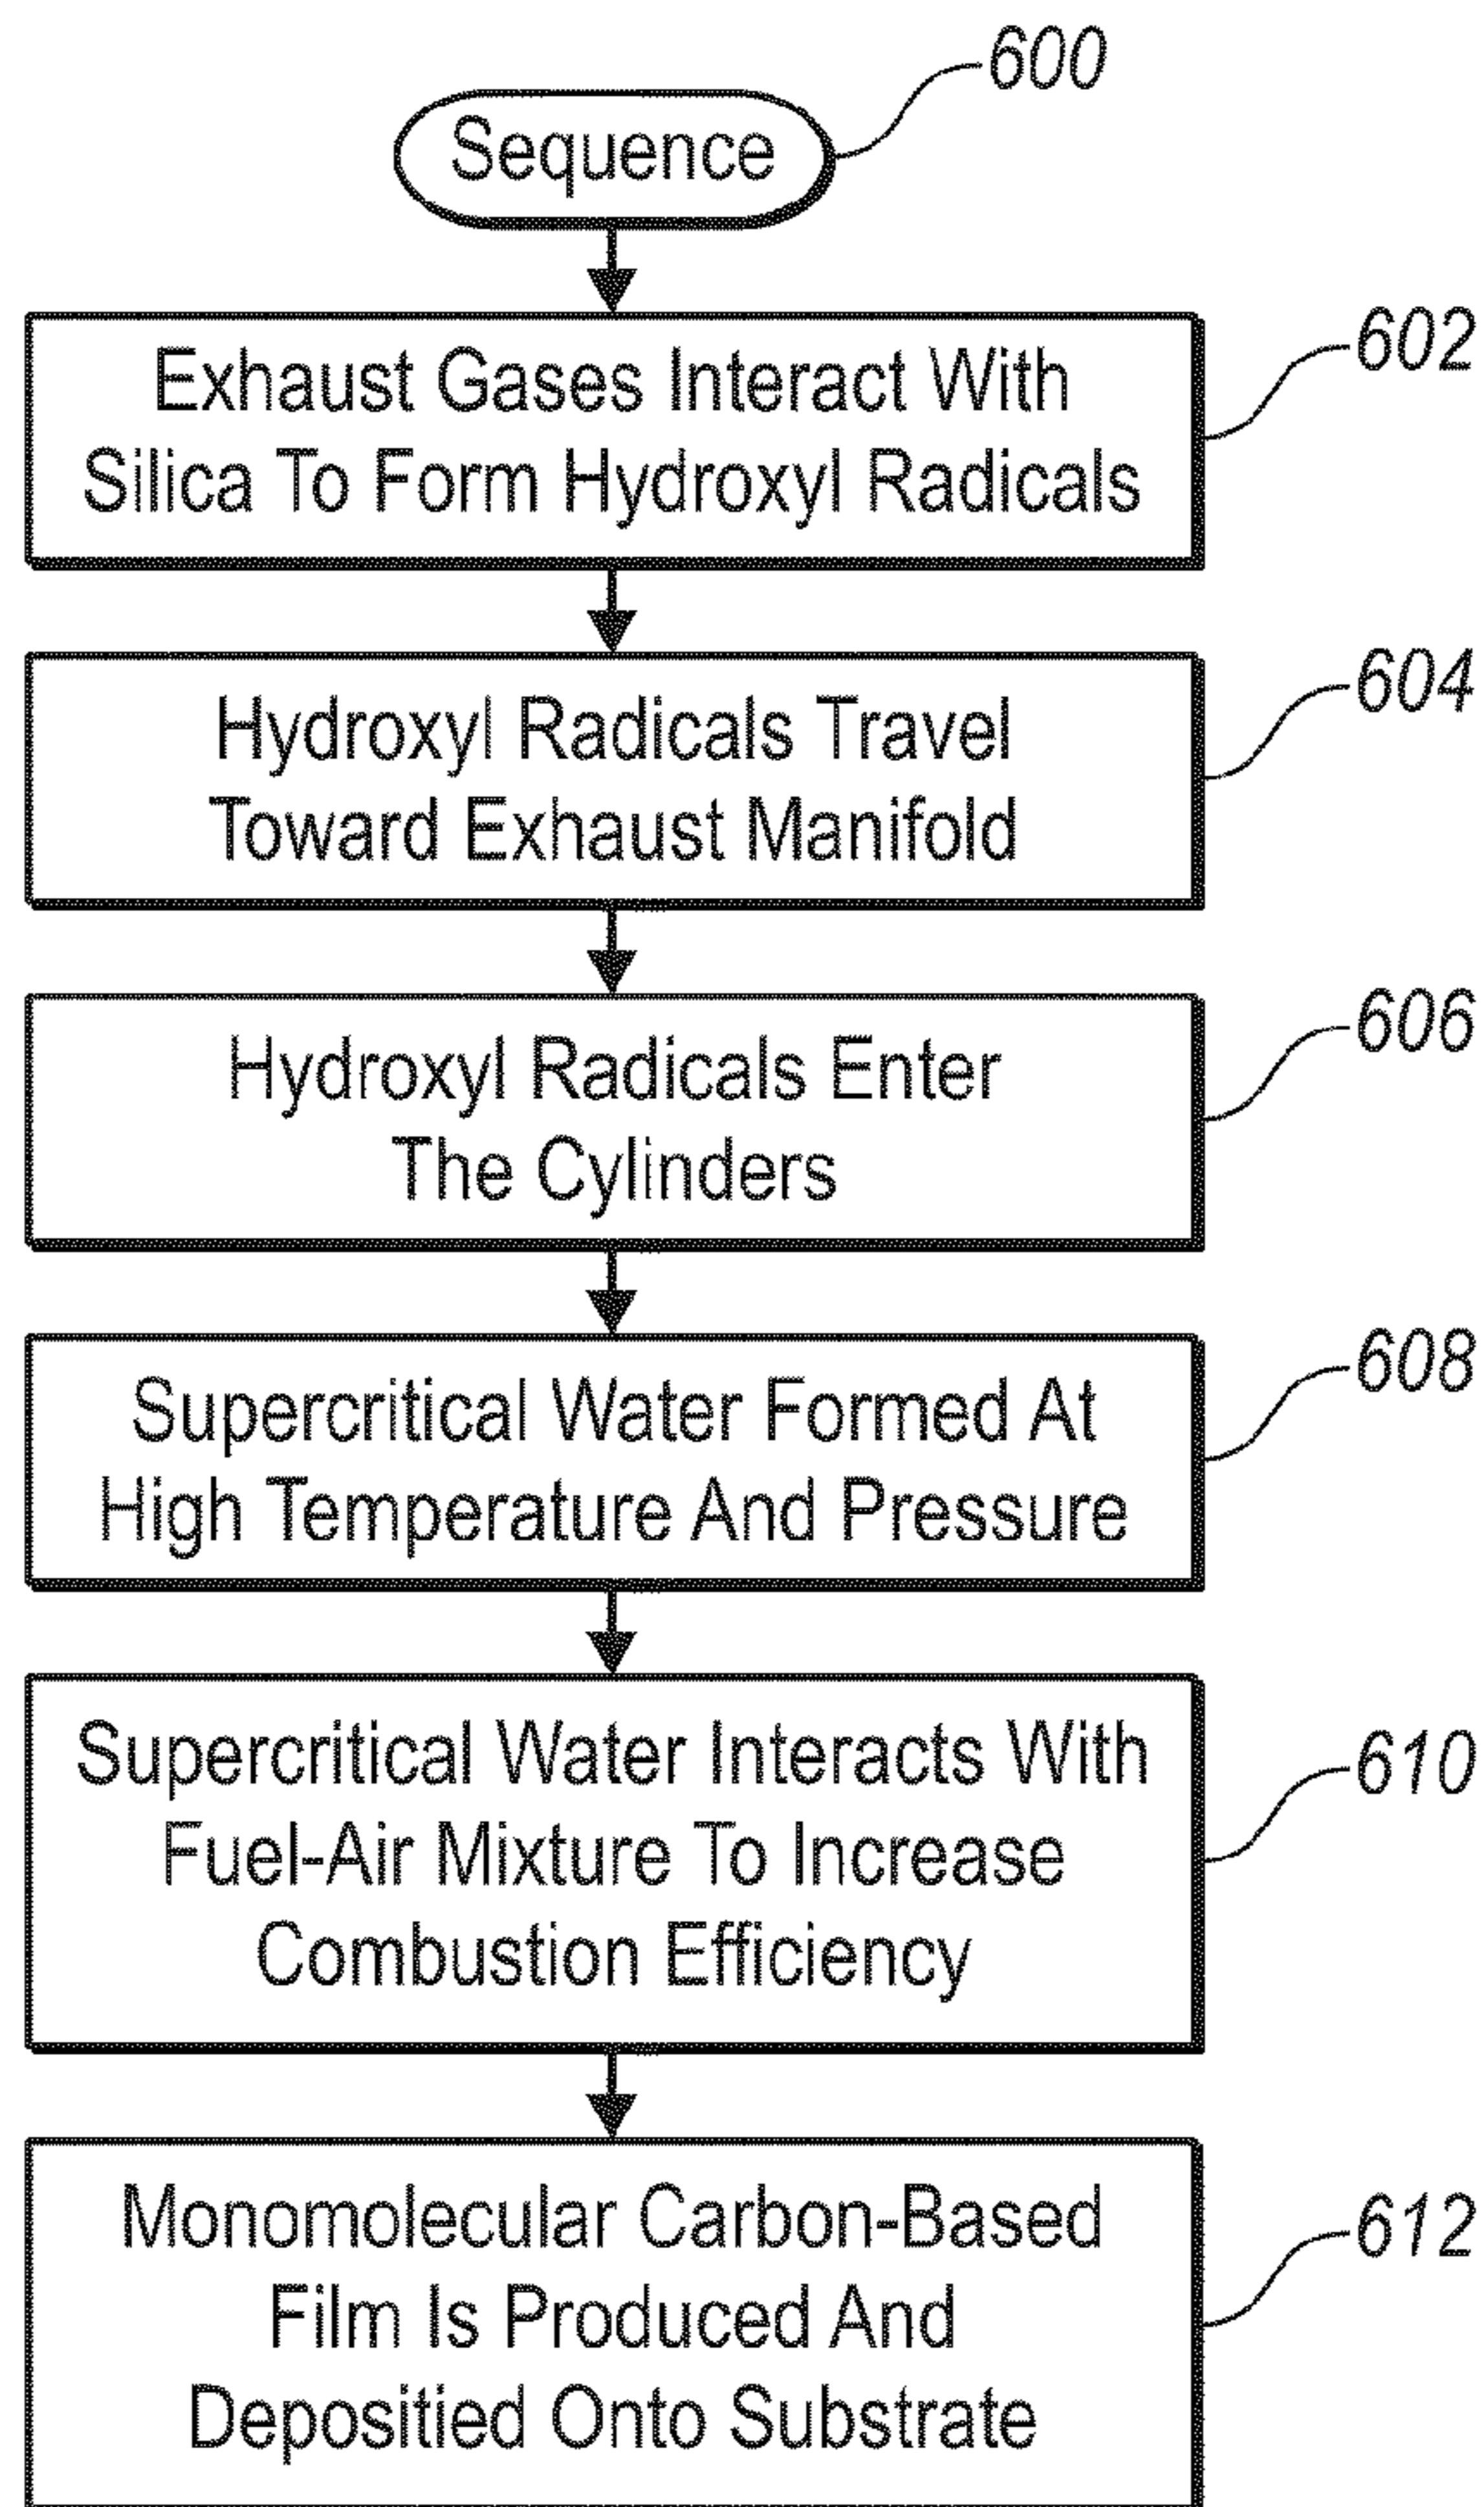 600
Sequence
602
Exhaust Gases Interact With
Silica To Form Hydroxyl Radicals
604
Hydroxyl Radicals Travel
Toward Exhaust Manifold
606
Hydroxyl Radicals Enter
The Cylinders
608
Supercritical Water Formed At
High Temperature And Pressure
610
Supercritical Water Interacts With
Fuel-Air Mixture To Increase
Combustion Efficiency
612
Monomolecular Carbon-Based
Film Is Produced And
Depositied Onto Substrate